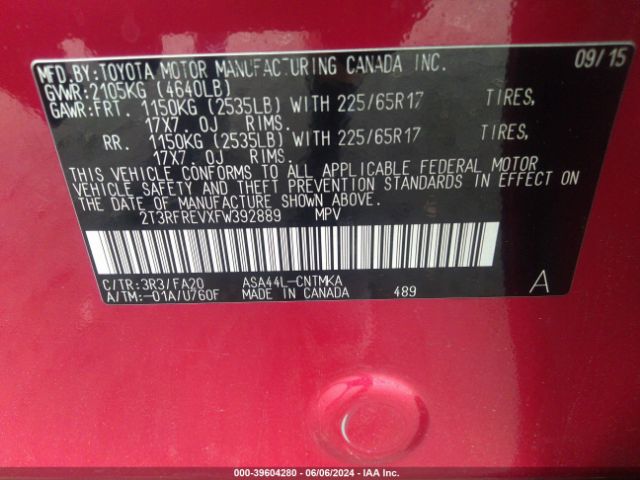 MFD.BY:TOYOTA MOTOR MANUFACTURING CANADA INC. 09/15
GVWR:2105KG (4640LB)
GAWR:FRT. 1150KG (2535LB) WITH 225/65R17 TIRES,
17X7.0J RIMS.
RR. 1150KG (2535LB) WITH 225/65R17 TIRES,
17X7.0J RIMS.
THIS VEHICLE CONFORMS TO ALL APPLICABLE FEDERAL MOTOR
VEHICLE SAFETY AND THEFT PREVENTION STANDARDS IN EFFECT ON
THE DATE OF MANUFACTURE SHOWN ABOVE.
2T3RFREVXFW392889 MPV
C/TR:3R3/FA20 ASA44L-CNTMKA A
A/TM:-01A/U760F MADE IN CANADA 489
000-39604280 - 06/06/2024 - IAA Inc.